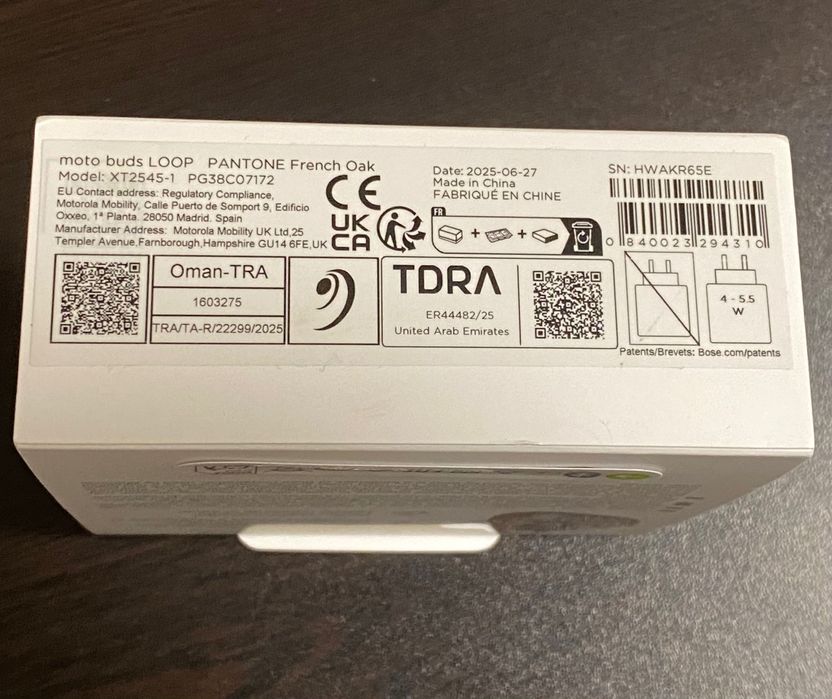 moto buds LOOP PANTONE French Oak
Model: XT2545-1 PG38C07172
EU Contact address: Regulatory Compliance,
Motorola Mobility, Calle Puerto de Somport 9, Edificio
Oxxeo, 1ª Planta. 28050 Madrid. Spain
Manufacturer Address: Motorola Mobility UK Ltd,25
Templer Avenue,Farnborough,Hampshire GU14 6FE,UK
CE
UK
CA
Date: 2025-06-27
Made in China
FABRIQUÉ EN CHINE
FR
+ +
SN: HWAKR65E
0 840023 294310
Oman-TRA
1603275
TRA/TA-R/22299/2025
TDRA
ER44482/25
United Arab Emirates
4 - 5.5
W
Patents/Brevets: Bose.com/patents